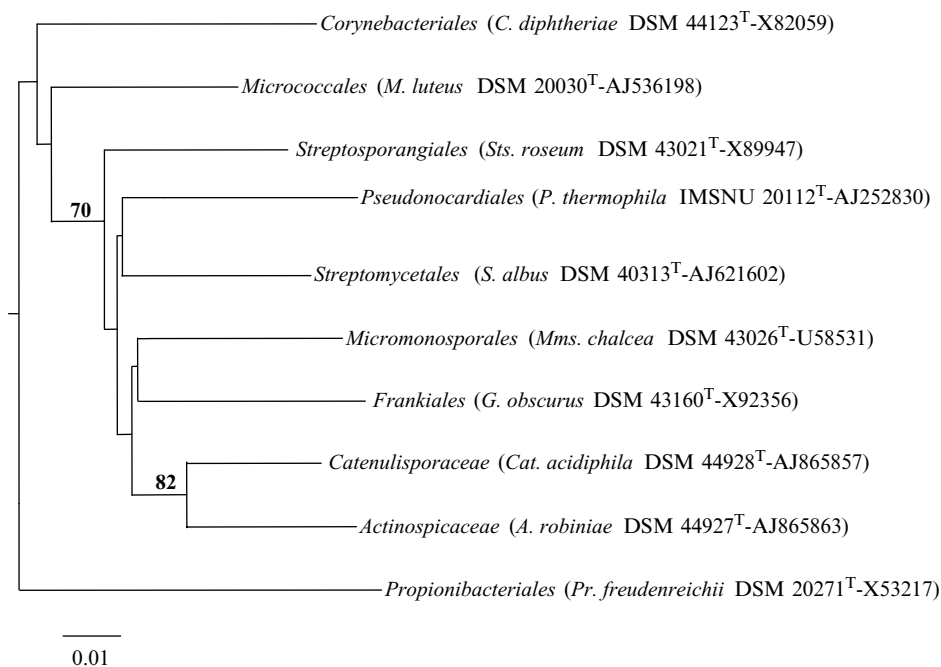 Corynebacteriales (C. diphtheriae DSM 44123ᵀ-X82059)
Micrococcales (M. luteus DSM 20030ᵀ-AJ536198)
Streptosporangiales (Sts. roseum DSM 43021ᵀ-X89947)
Pseudonocardiales (P. thermophila IMSNU 20112ᵀ-AJ252830)
70
Streptomycetales (S. albus DSM 40313ᵀ-AJ621602)
Micromonosporales (Mms. chalcea DSM 43026ᵀ-U58531)
Frankiales (G. obscurus DSM 43160ᵀ-X92356)
Catenulisporaceae (Cat. acidiphila DSM 44928ᵀ-AJ865857)
82
Actinospicaceae (A. robiniae DSM 44927ᵀ-AJ865863)
Propionibacteriales (Pr. freudenreichii DSM 20271ᵀ-X53217)
0.01